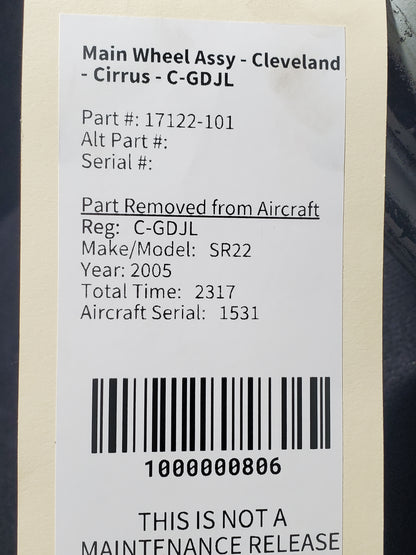 Main Wheel Assy - Cleveland
- Cirrus - C-GDJL
Part #: 17122-101
Alt Part #:
Serial #:
Part Removed from Aircraft
Reg: C-GDJL
Make/Model: SR22
Year: 2005
Total Time: 2317
Aircraft Serial: 1531
1000000806
THIS IS NOT A
MAINTENANCE RELEASE